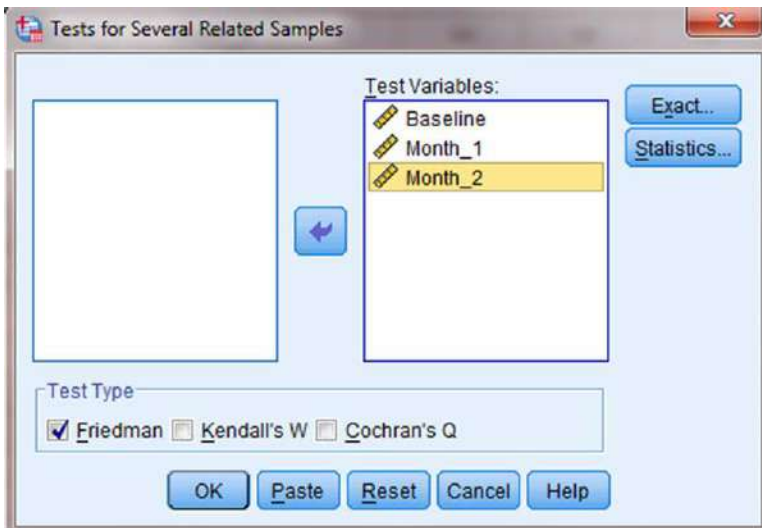 Tests for Several Related Samples
Test Variables:
Baseline
Month_1
Month_2
Exact...
Statistics...
Test Type
Friedman Kendall's W Cochran's Q
OK Paste Reset Cancel Help